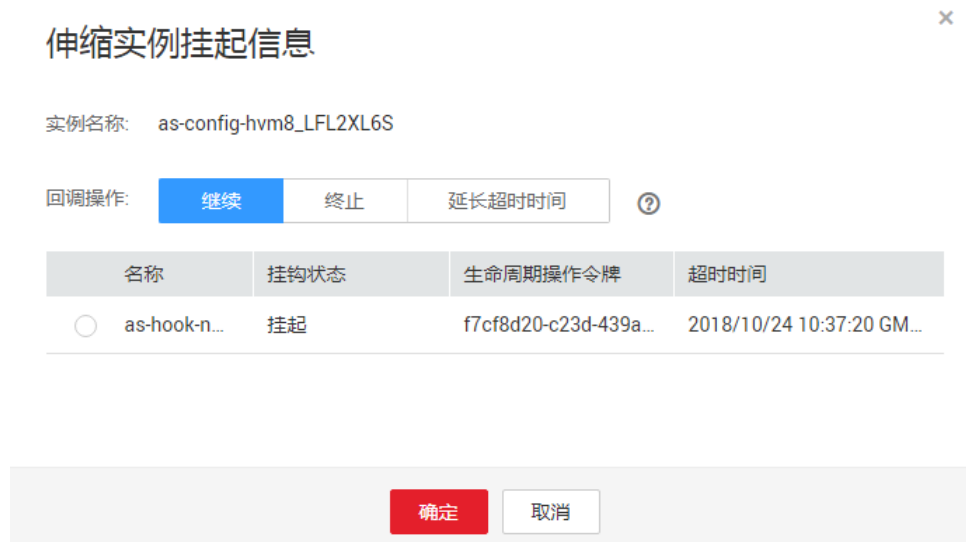 伸缩实例挂起信息
实例名称: as-config-hvm8_LFL2XL6S
回调操作: 继续 终止 延长超时时间
名称 挂钩状态 生命周期操作令牌 超时时间
as-hook-n... 挂起 f7cf8d20-c23d-439a... 2018/10/24 10:37:20 GM...
确定 取消